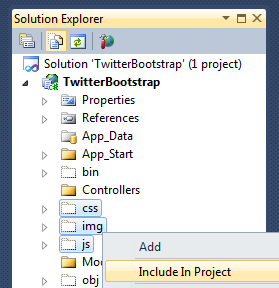 Solution Explorer
Solution 'TwitterBootstrap' (1 project)
TwitterBootstrap
Properties
References
App_Data
App_Start
bin
Controllers
css
img
js
Add
Mo
Include In Project
obj